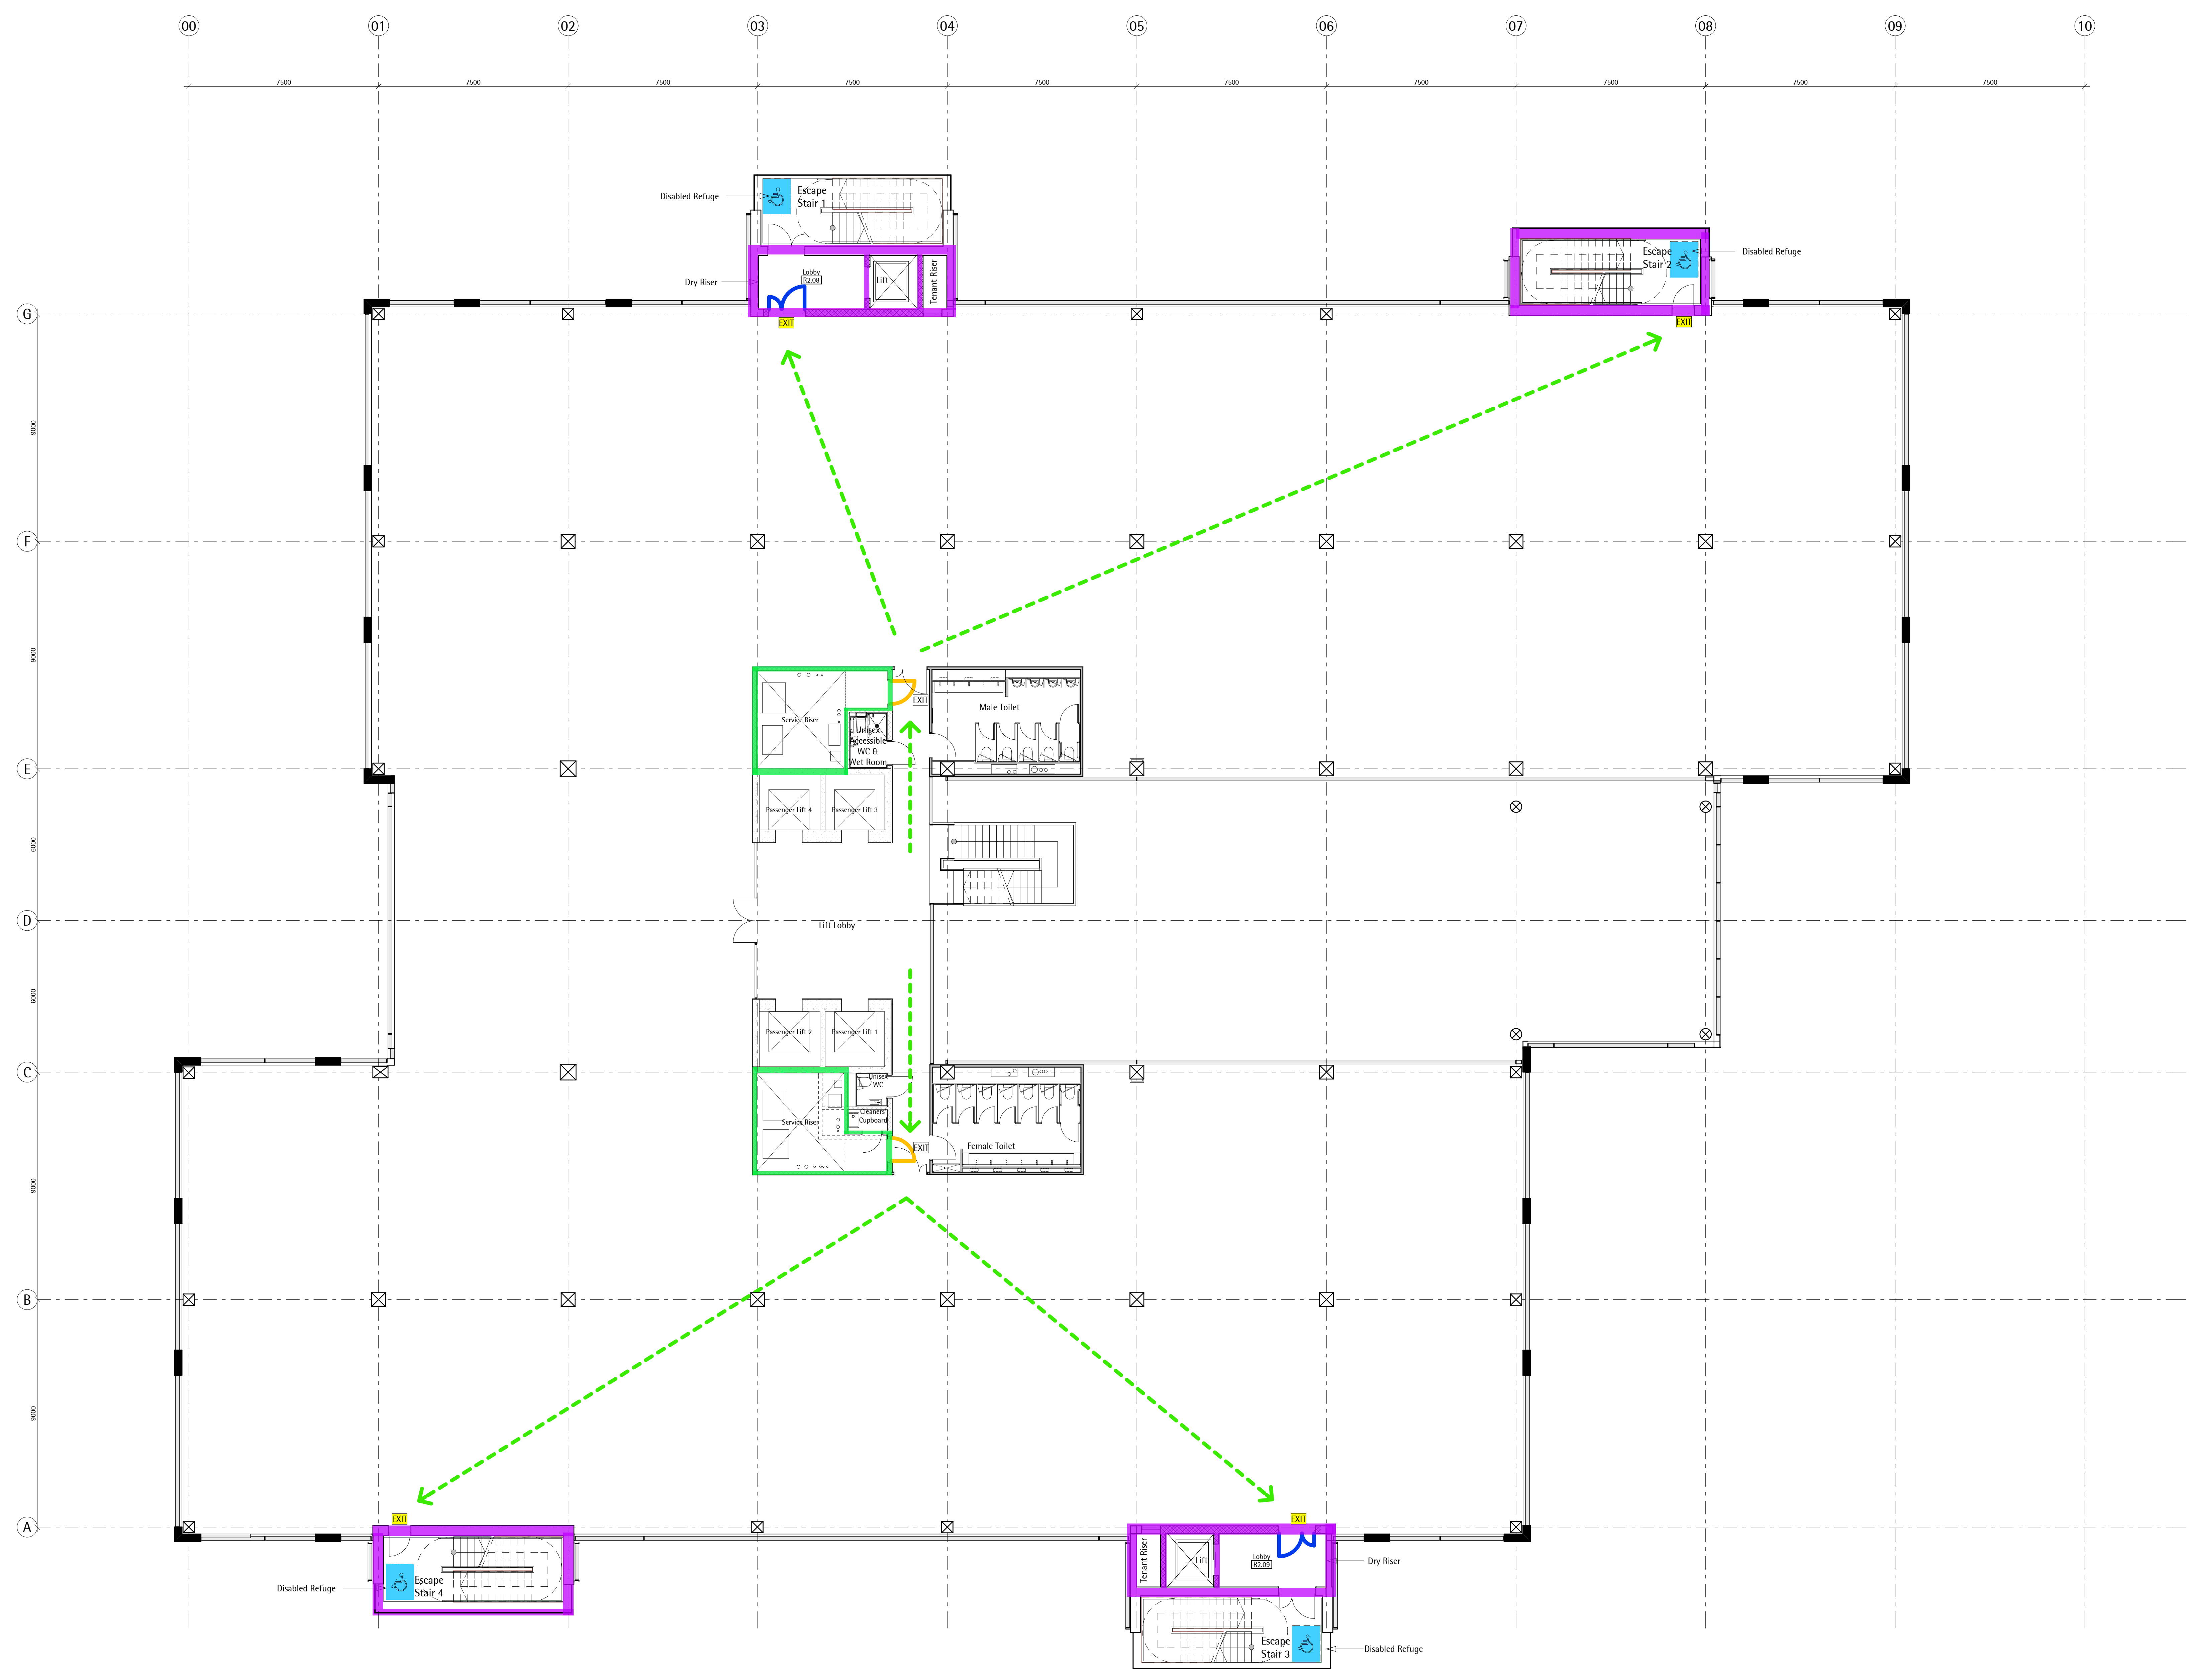 00 01 02 03 04 05 06 07 08 09 10
7500 7500 7500 7500 7500 7500 7500 7500 7500 7500
Disabled Refuge
Escape
Stair 1
Escape
Stair 2
Disabled Refuge
Dry Riser
Lobby
R2.08
Lift
Tenant Riser
EXIT
EXIT
G
9000
F
9000
EXIT
Male Toilet
Service Riser
Unisex
Accessible
WC &
Wet Room
E
Passenger Lift 4
Passenger Lift 3
6000
D
Lift Lobby
6000
Passenger Lift 2
Passenger Lift 1
C
Unisex
WC
Cleaners'
Cupboard
Service Riser
EXIT
Female Toilet
9000
B
9000
A
EXIT
EXIT
Tenant Riser
Lift
Lobby
R2.09
Dry Riser
Disabled Refuge
Escape
Stair 4
Escape
Stair 3
Disabled Refuge